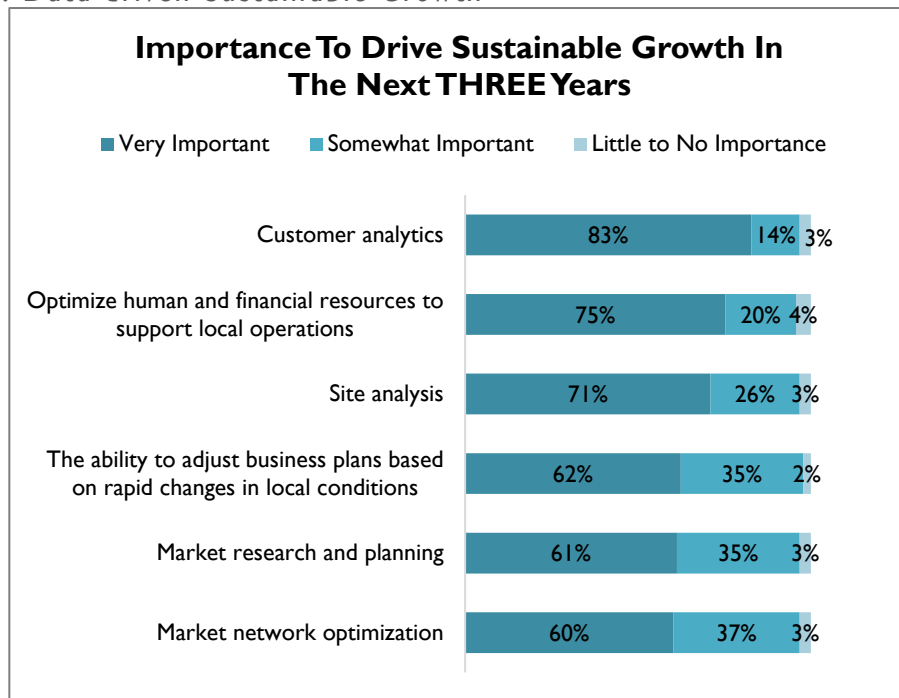 Importance To Drive Sustainable Growth In
The Next THREE Years
Very Important
Somewhat Important
Little to No Importance
Customer analytics
83%
14%
3%
Optimize human and financial resources to
support local operations
75%
20%
4%
Site analysis
71%
26%
3%
The ability to adjust business plans based
on rapid changes in local conditions
62%
35%
2%
Market research and planning
61%
35%
3%
Market network optimization
60%
37%
3%